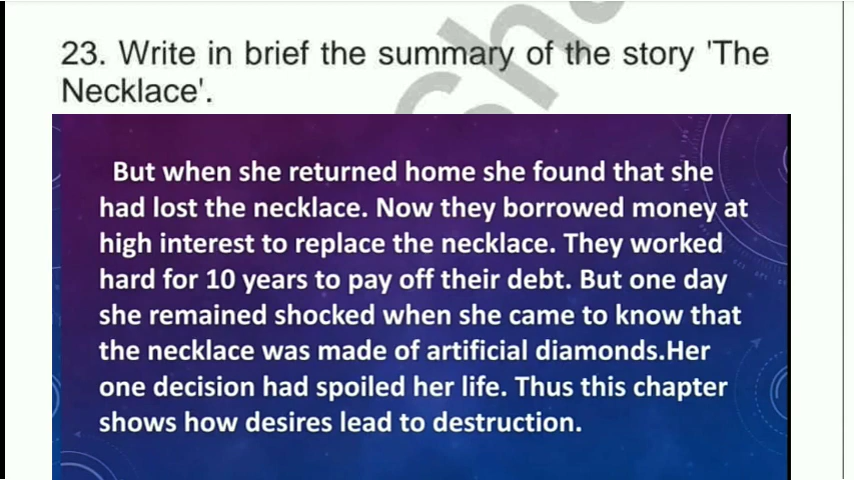 23. Write in brief the summary of the story 'The
Necklace'.
But when she returned home she found that she
had lost the necklace. Now they borrowed money at
high interest to replace the necklace. They worked
hard for 10 years to pay off their debt. But one day
she remained shocked when she came to know that
the necklace was made of artificial diamonds.Her
one decision had spoiled her life. Thus this chapter
shows how desires lead to destruction.